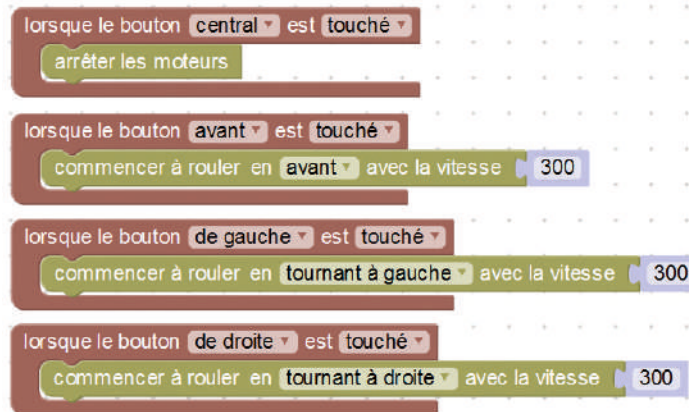 lorsque le bouton central est touché
arrêter les moteurs
lorsque le bouton avant est touché
commencer à rouler en avant avec la vitesse 300
lorsque le bouton de gauche est touché
commencer à rouler en tournant à gauche avec la vitesse 300
lorsque le bouton de droite est touché
commencer à rouler en tournant à droite avec la vitesse 300